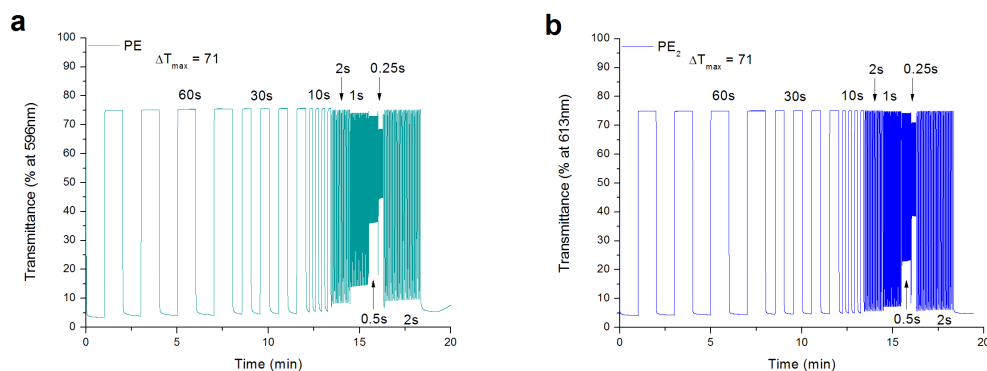 a
PE
ΔTmax = 71
2s
0.25s
60s
30s
10s
1s
0.5s
2s
Transmittance (% at 596nm)
100
90
80
70
60
50
40
30
20
10
0
0
5
10
15
20
Time (min)
b
PE2
ΔTmax = 71
2s
0.25s
60s
30s
10s
1s
0.5s
2s
Transmittance (% at 613nm)
100
90
80
70
60
50
40
30
20
10
0
0
5
10
15
20
Time (min)